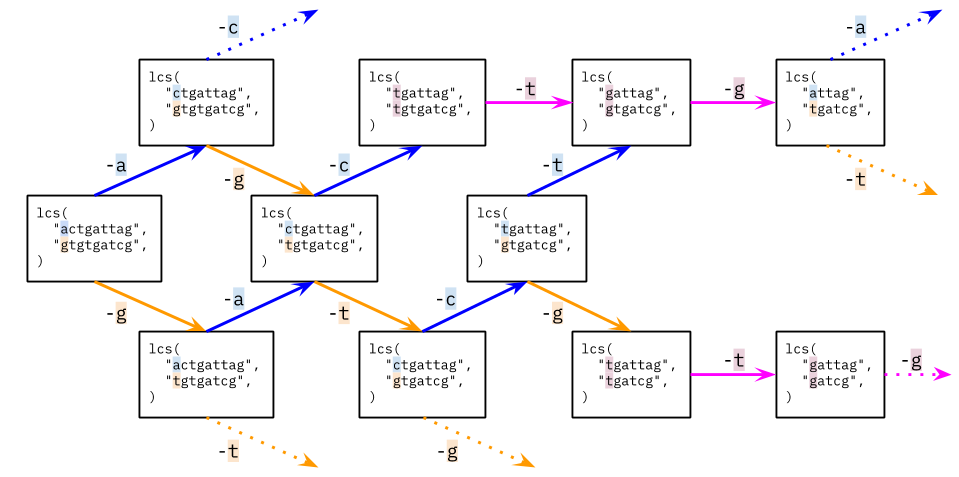 -c
-a
lcs(
"ctgattag",
"gtgtgatcg",
)
lcs(
"tgattag",
"tgtgatcg",
)
-t
lcs(
"gattag",
"gtgatcg",
)
-g
lcs(
"attag",
"tgatcg",
)
-a
-g
-c
-t
-t
lcs(
"actgattag",
"gtgtgatcg",
)
lcs(
"ctgattag",
"tgtgatcg",
)
lcs(
"tgattag",
"gtgatcg",
)
-g
-a
-t
-c
-g
lcs(
"actgattag",
"tgtgatcg",
)
lcs(
"ctgattag",
"gtgatcg",
)
lcs(
"tgattag",
"tgatcg",
)
-t
lcs(
"gattag",
"gatcg",
)
-g
-t
-g